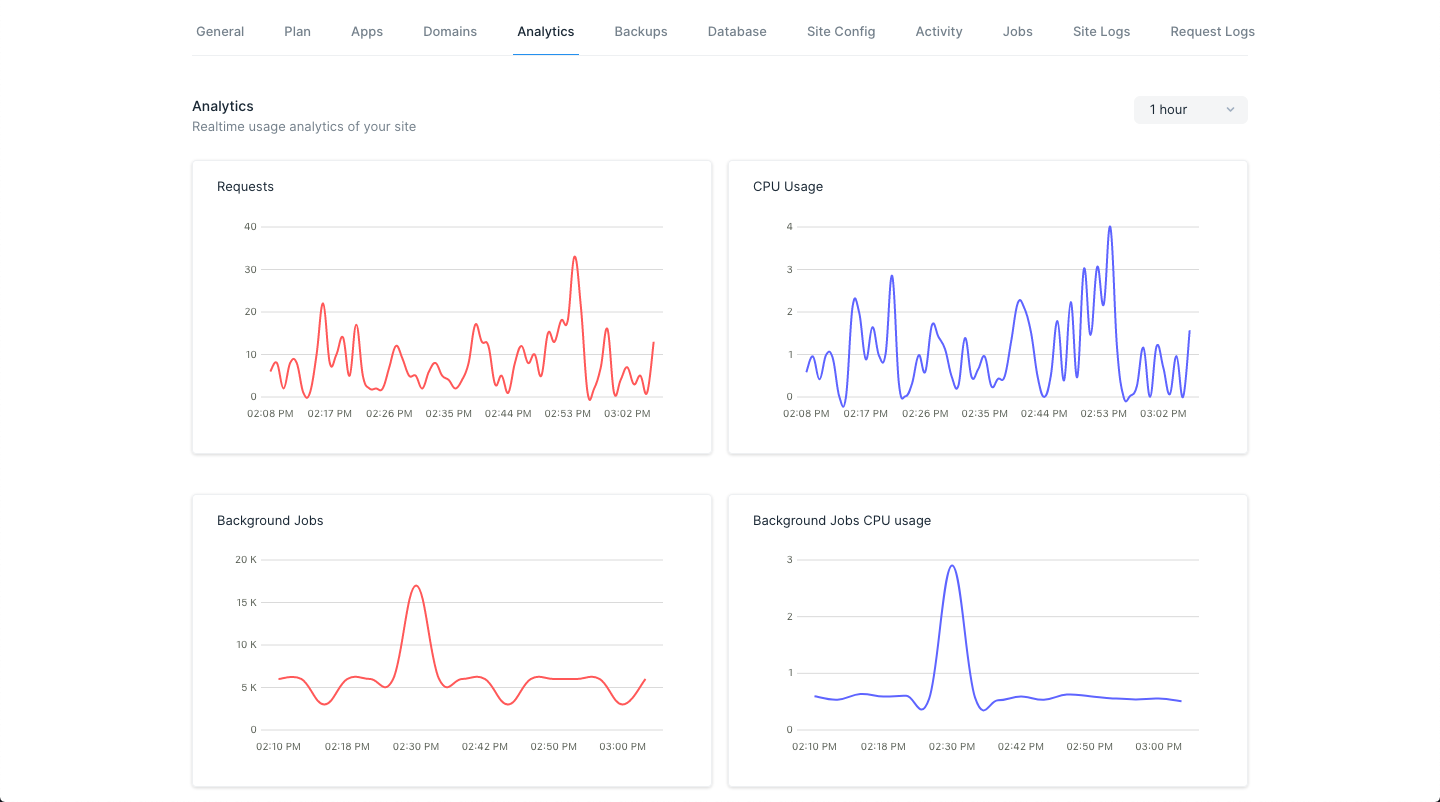 General Plan Apps Domains Analytics Backups Database Site Config Activity Jobs Site Logs Request Logs
Analytics
Realtime usage analytics of your site
1 hour
Requests
40
30
20
10
0
02:08 PM 02:17 PM 02:26 PM 02:35 PM 02:44 PM 02:53 PM 03:02 PM
CPU Usage
4
3
2
1
0
02:08 PM 02:17 PM 02:26 PM 02:35 PM 02:44 PM 02:53 PM 03:02 PM
Background Jobs
20 K
15 K
10 K
5 K
0
02:10 PM 02:18 PM 02:30 PM 02:42 PM 02:50 PM 03:00 PM
Background Jobs CPU usage
3
2
1
0
02:10 PM 02:18 PM 02:30 PM 02:42 PM 02:50 PM 03:00 PM